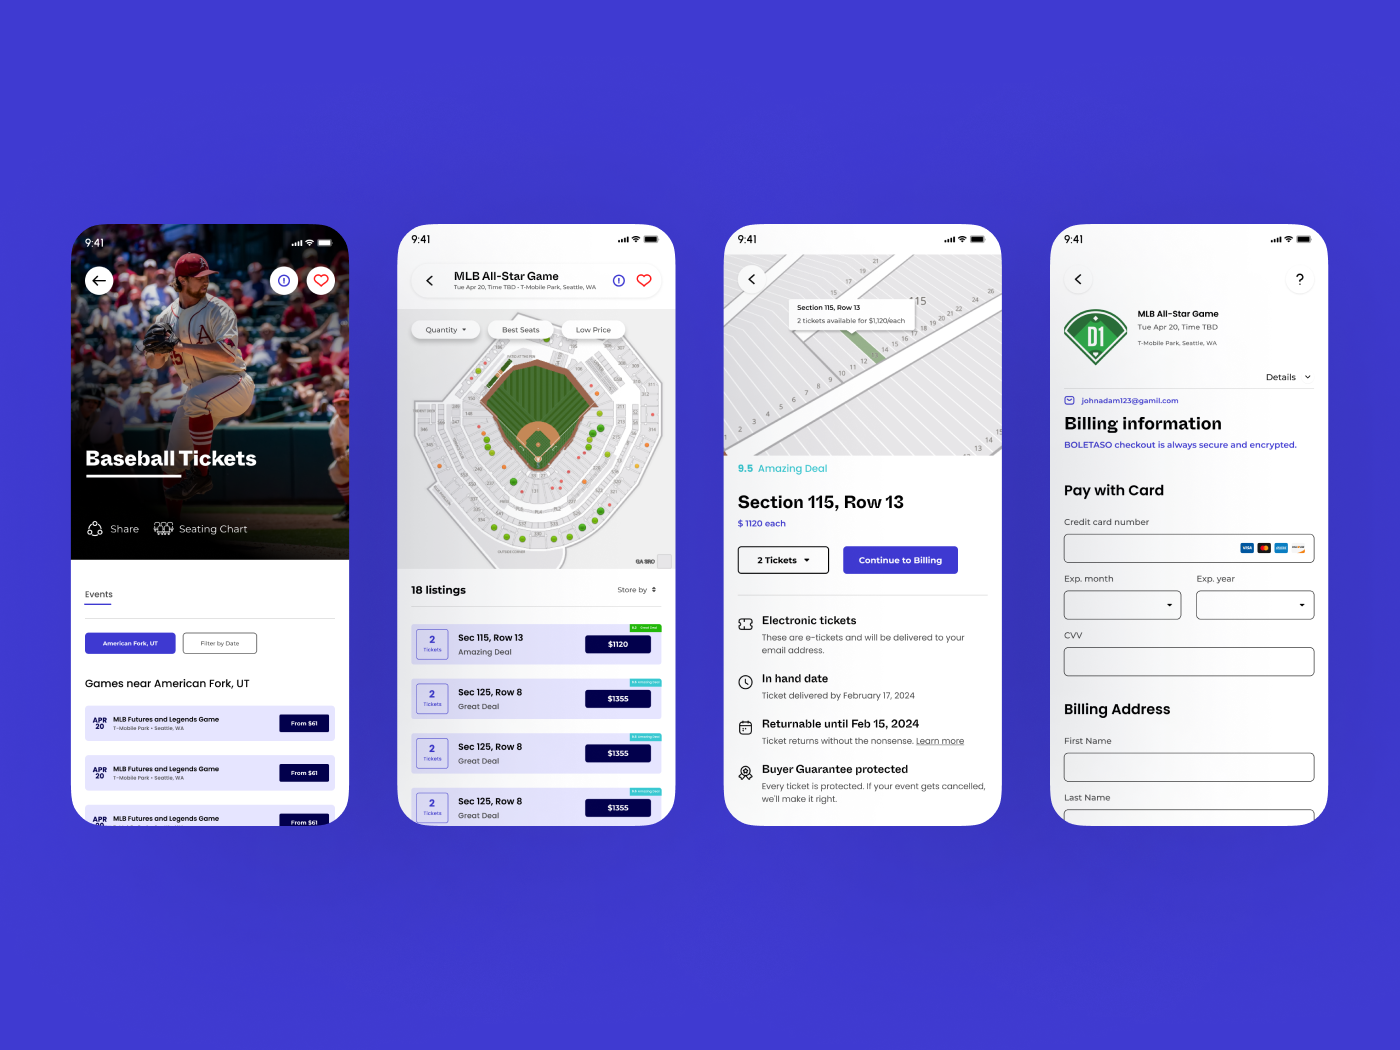 9:41
Baseball Tickets
Share
Seating Chart
Events
American Fork, UT
Filter by Date
Games near American Fork, UT
APR
20
MLB Futures and Legends Game
T-Mobile Park • Seattle, WA
From $61
APR
20
MLB Futures and Legends Game
T-Mobile Park • Seattle, WA
From $61
APR
20
MLB Futures and Legends Game
From $61
9:41
MLB All-Star Game
Tue Apr 20, Time TBD - T-Mobile Park, Seattle, WA
Quantity
Best Seats
Low Price
18 listings
Store by
2
Tickets
Sec 115, Row 13
Amazing Deal
$1120
2
Tickets
Sec 125, Row 8
Great Deal
$1355
2
Tickets
Sec 125, Row 8
Great Deal
$1355
2
Tickets
Sec 125, Row 8
Great Deal
$1355
9:41
Section 115, Row 13
2 tickets available for $1,120/each
9.5 Amazing Deal
Section 115, Row 13
$ 1120 each
2 Tickets
Continue to Billing
Electronic tickets
These are e-tickets and will be delivered to your
email address.
In hand date
Ticket delivered by February 17, 2024
Returnable until Feb 15, 2024
Ticket returns without the nonsense. Learn more
Buyer Guarantee protected
Every ticket is protected. If your event gets cancelled,
we'll make it right.
9:41
?
D1
MLB All-Star Game
Tue Apr 20, Time TBD
T-Mobile Park, Seattle, WA
Details
johnadam123@gamil.com
Billing information
BOLETASO checkout is always secure and encrypted.
Pay with Card
Credit card number
VISA
Exp. month
Exp. year
CVV
Billing Address
First Name
Last Name